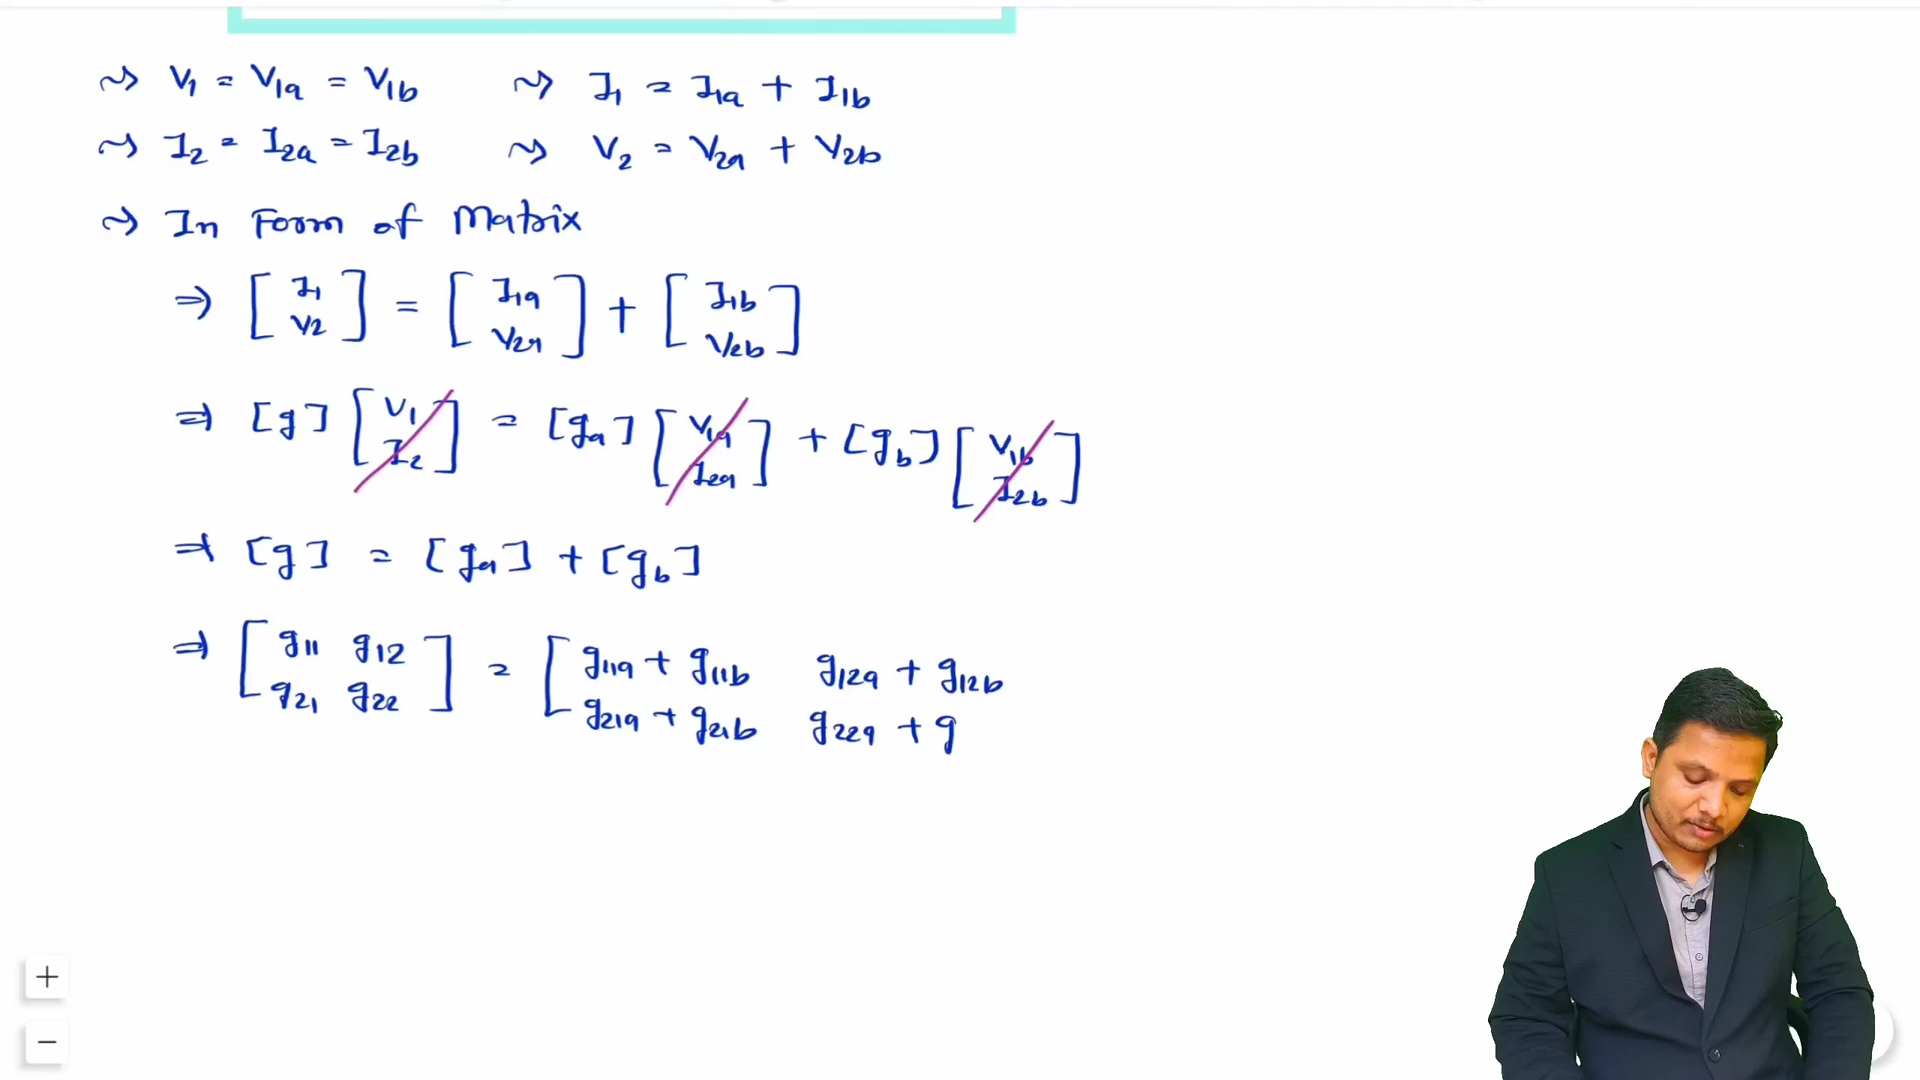 ~> V1 = V1a = V1b ~> I1 = I1a + I1b
~> I2 = I2a = I2b ~> V2 = V2a + V2b
~> In Form of Matrix
⇒ [ I1 V2 ] = [ I1a V2a ] + [ I1b V2b ]
⇒ [g] [ V1 I2 ] = [ga] [ V1a I2a ] + [gb] [ V1b I2b ]
⇒ [g] = [ga] + [gb]
⇒ [ g11 g12 ] = [ g11a + g11b g12a + g12b
g21 g22 g21a + g21b g22a + g
+
−